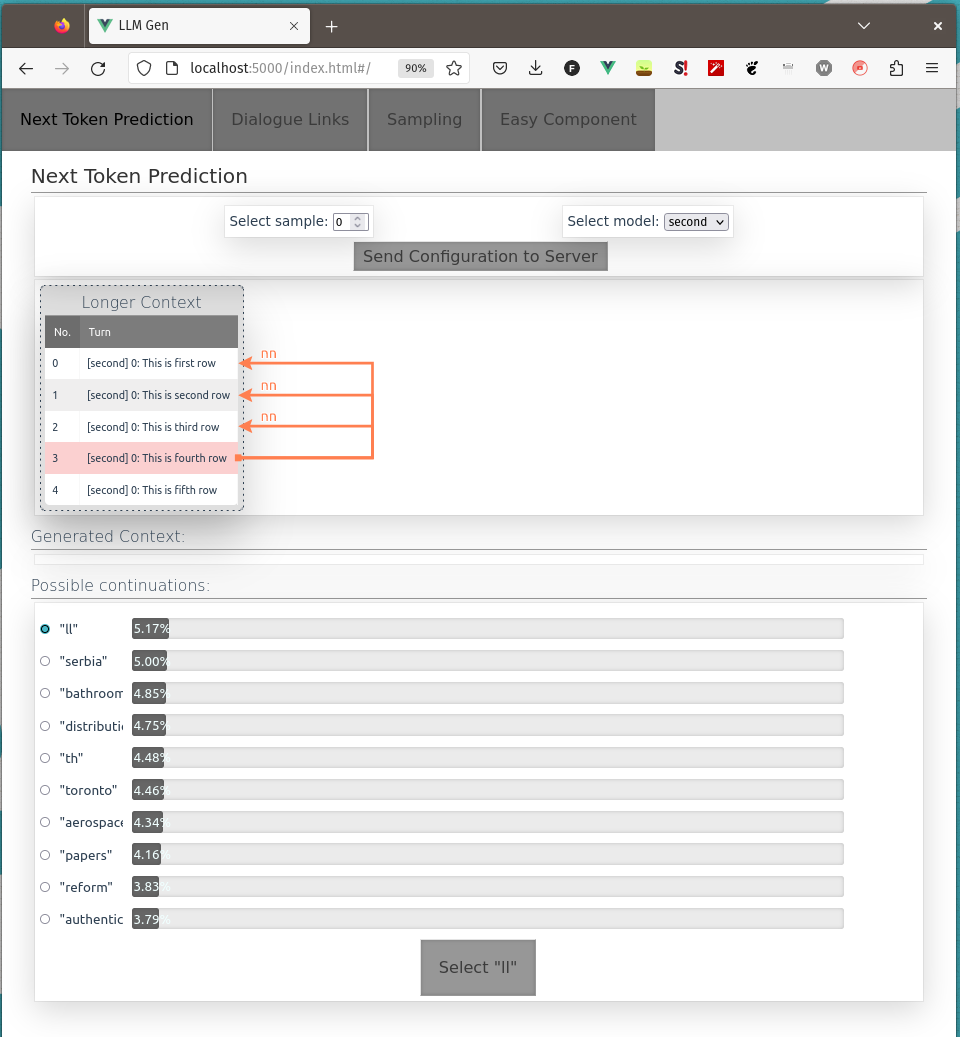 LLM Gen
localhost:5000/index.html#/ 90%
Next Token Prediction Dialogue Links Sampling Easy Component
Next Token Prediction
Select sample: 0 Select model: second
Send Configuration to Server
Longer Context
No. Turn
0 [second] 0: This is first row nn
1 [second] 0: This is second row nn
2 [second] 0: This is third row nn
3 [second] 0: This is fourth row
4 [second] 0: This is fifth row
Generated Context:
Possible continuations:
"ll" 5.17%
"serbia" 5.00%
"bathroom 4.85%
"distributi 4.75%
"th" 4.48%
"toronto" 4.46%
"aerospace 4.34%
"papers" 4.16%
"reform" 3.83%
"authentic 3.79%
Select "ll"